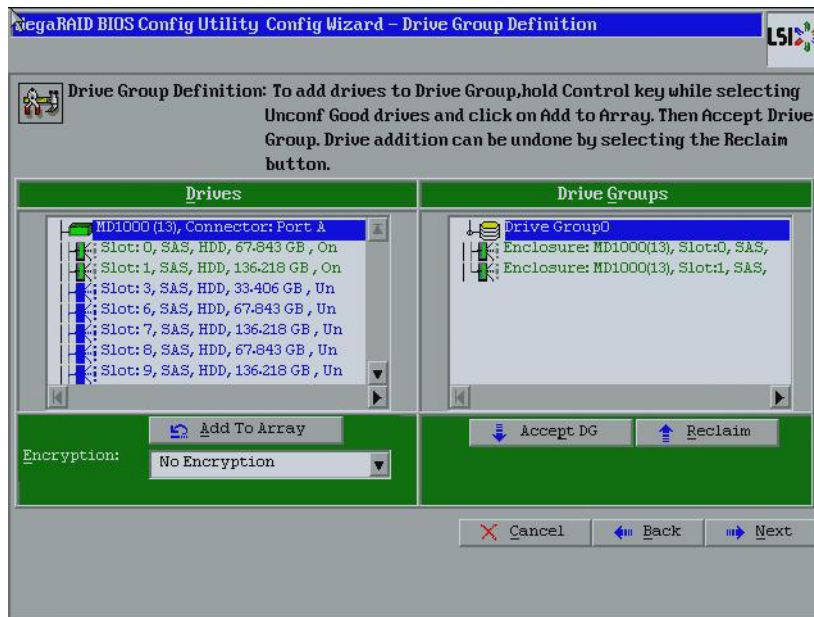 MegaRAID BIOS Config Utility Config Wizard – Drive Group Definition
LSI
Drive Group Definition: To add drives to Drive Group,hold Control key while selecting
Unconf Good drives and click on Add to Array. Then Accept Drive
Group. Drive addition can be undone by selecting the Reclaim
button.
Drives
MD1000 (13), Connector: Port A
Slot: 0, SAS, HDD, 67.843 GB , On
Slot: 1, SAS, HDD, 136.218 GB , On
Slot: 3, SAS, HDD, 33.406 GB , Un
Slot: 6, SAS, HDD, 67.843 GB , Un
Slot: 7, SAS, HDD, 136.218 GB , Un
Slot: 8, SAS, HDD, 67.843 GB , Un
Slot: 9, SAS, HDD, 136.218 GB , Un
Add To Array
Encryption:
No Encryption
Drive Groups
Drive Group0
Enclosure: MD1000(13), Slot:0, SAS,
Enclosure: MD1000(13), Slot:1, SAS,
Accept DG
Reclaim
Cancel
Back
Next